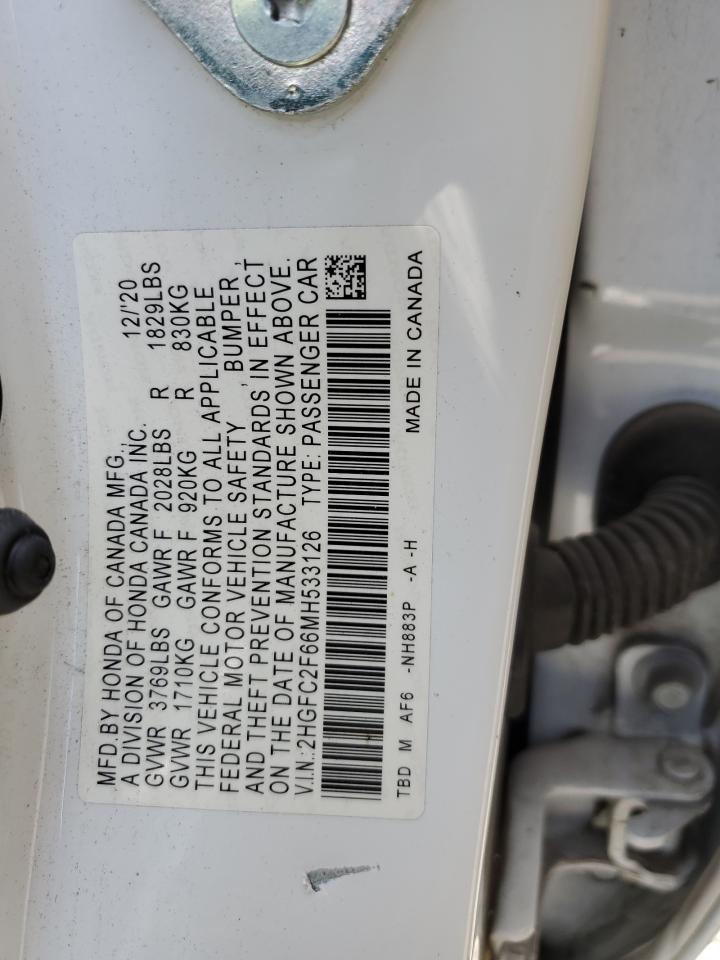 MFD.BY HONDA OF CANADA MFG., 12/'20
A DIVISION OF HONDA CANADA INC.
GVWR 3769LBS GAWR F 2028LBS R 1829LBS
GVWR 1710KG GAWR F 920KG R 830KG
THIS VEHICLE CONFORMS TO ALL APPLICABLE
FEDERAL MOTOR VEHICLE SAFETY, BUMPER,
AND THEFT PREVENTION STANDARDS, IN EFFECT
ON THE DATE OF MANUFACTURE SHOWN ABOVE.
V.I.N.:2HGFC2F66MH533126 TYPE: PASSENGER CAR
TBD M AF6 -NH883P -A -H MADE IN CANADA